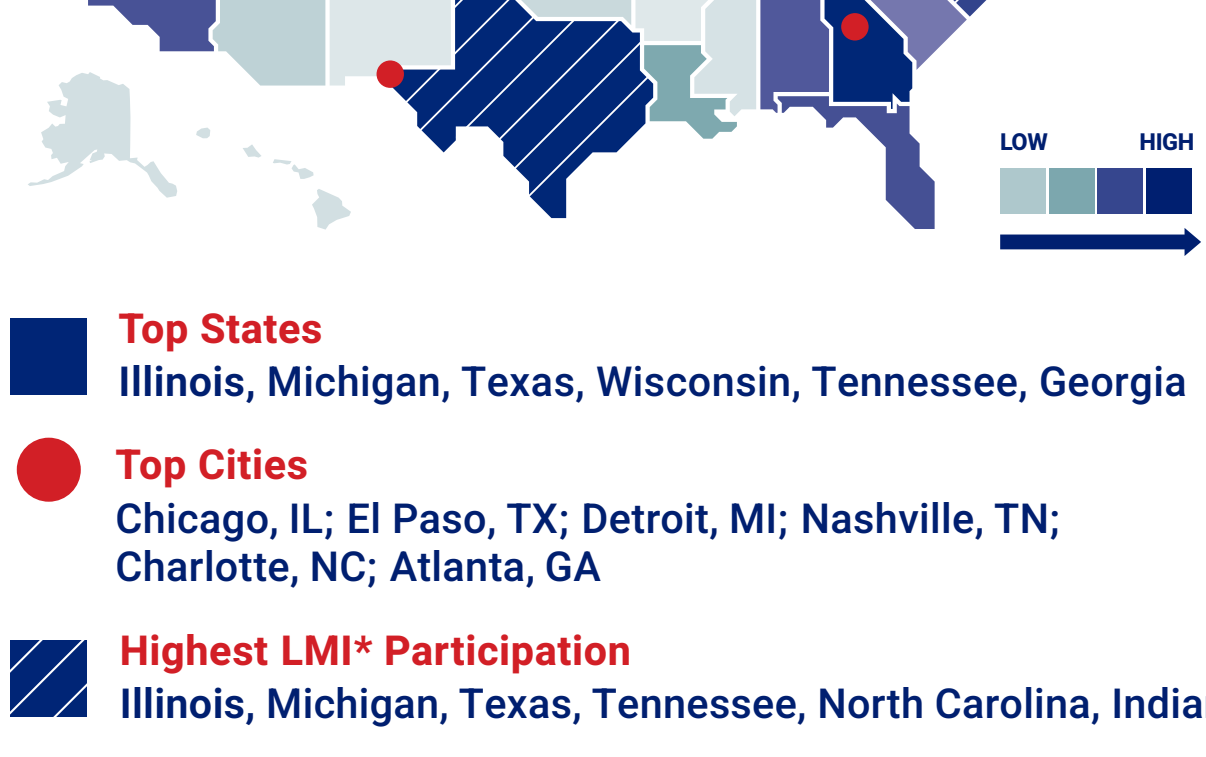 LOW HIGH
Top States
Illinois, Michigan, Texas, Wisconsin, Tennessee, Georgia
Top Cities
Chicago, IL; El Paso, TX; Detroit, MI; Nashville, TN;
Charlotte, NC; Atlanta, GA
Highest LMI* Participation
Illinois, Michigan, Texas, Tennessee, North Carolina,